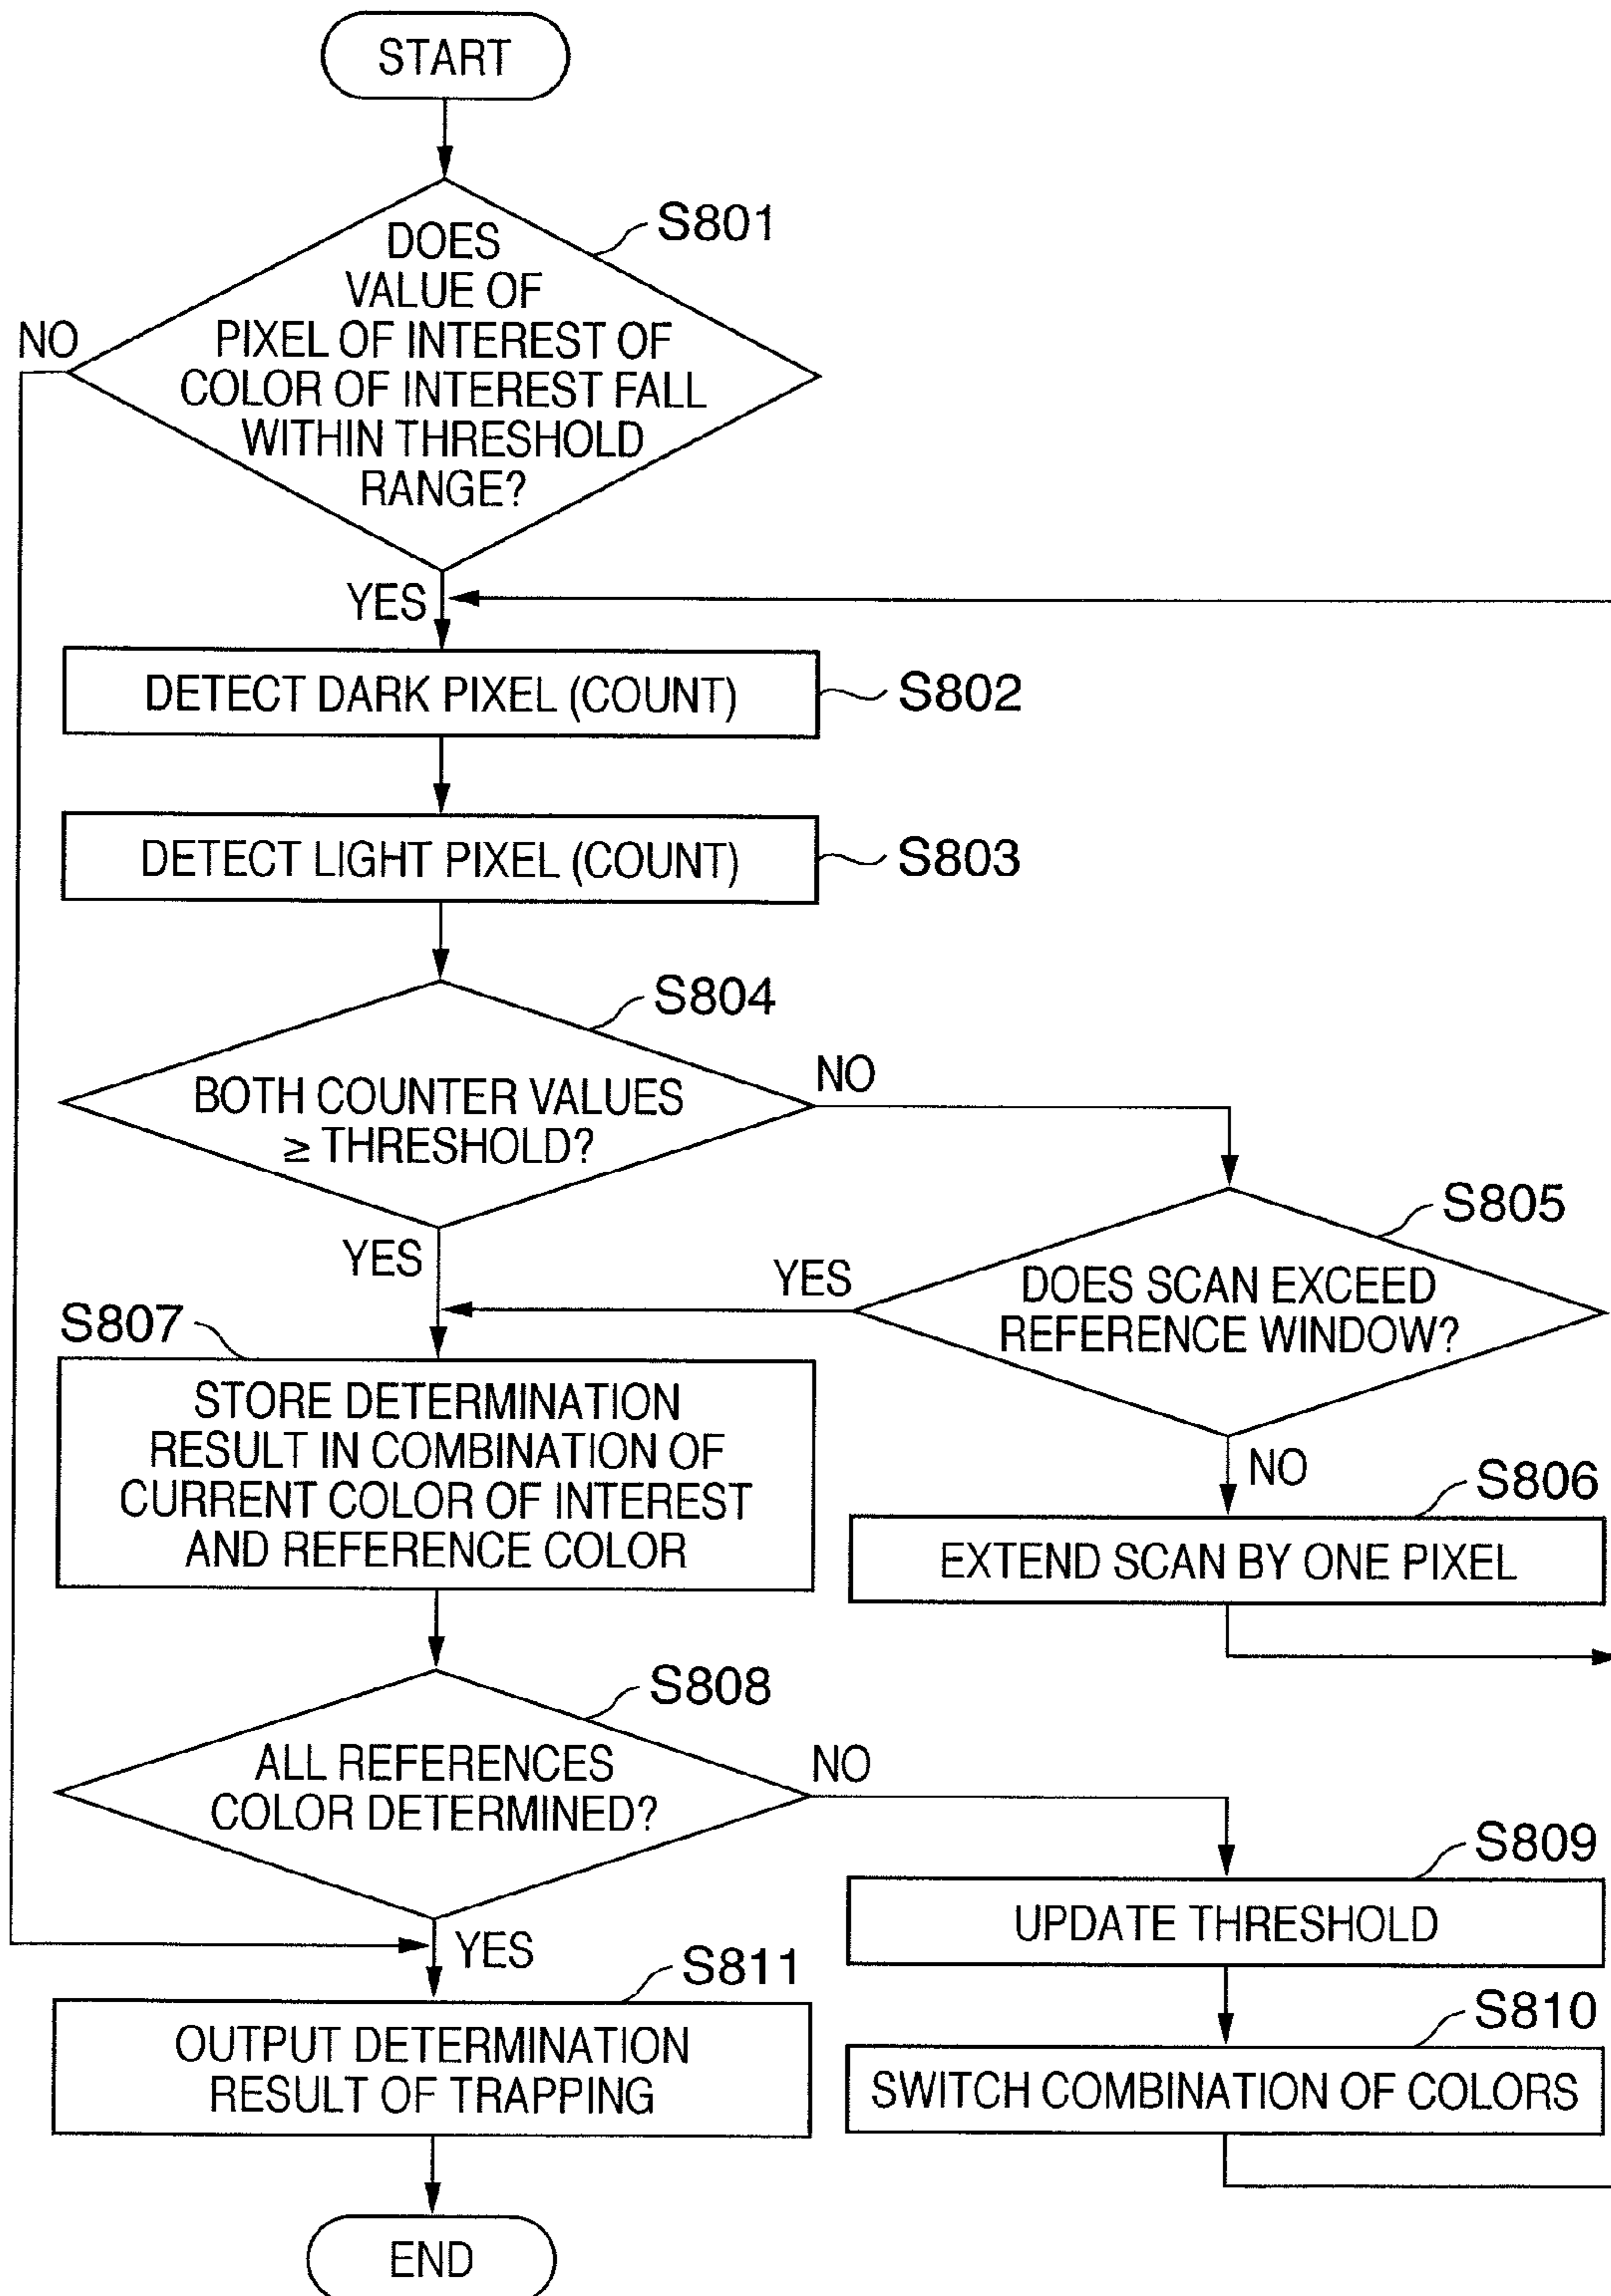 START
S801
DOES
VALUE OF
PIXEL OF INTEREST OF
COLOR OF INTEREST FALL
WITHIN THRESHOLD
RANGE?
NO
YES
DETECT DARK PIXEL (COUNT)
S802
DETECT LIGHT PIXEL (COUNT)
S803
S804
BOTH COUNTER VALUES
≥ THRESHOLD?
NO
YES
S805
DOES SCAN EXCEED
REFERENCE WINDOW?
YES
NO
S806
EXTEND SCAN BY ONE PIXEL
S807
STORE DETERMINATION
RESULT IN COMBINATION OF
CURRENT COLOR OF INTEREST
AND REFERENCE COLOR
S808
ALL REFERENCES
COLOR DETERMINED?
NO
YES
S809
UPDATE THRESHOLD
S810
SWITCH COMBINATION OF COLORS
S811
OUTPUT DETERMINATION
RESULT OF TRAPPING
END